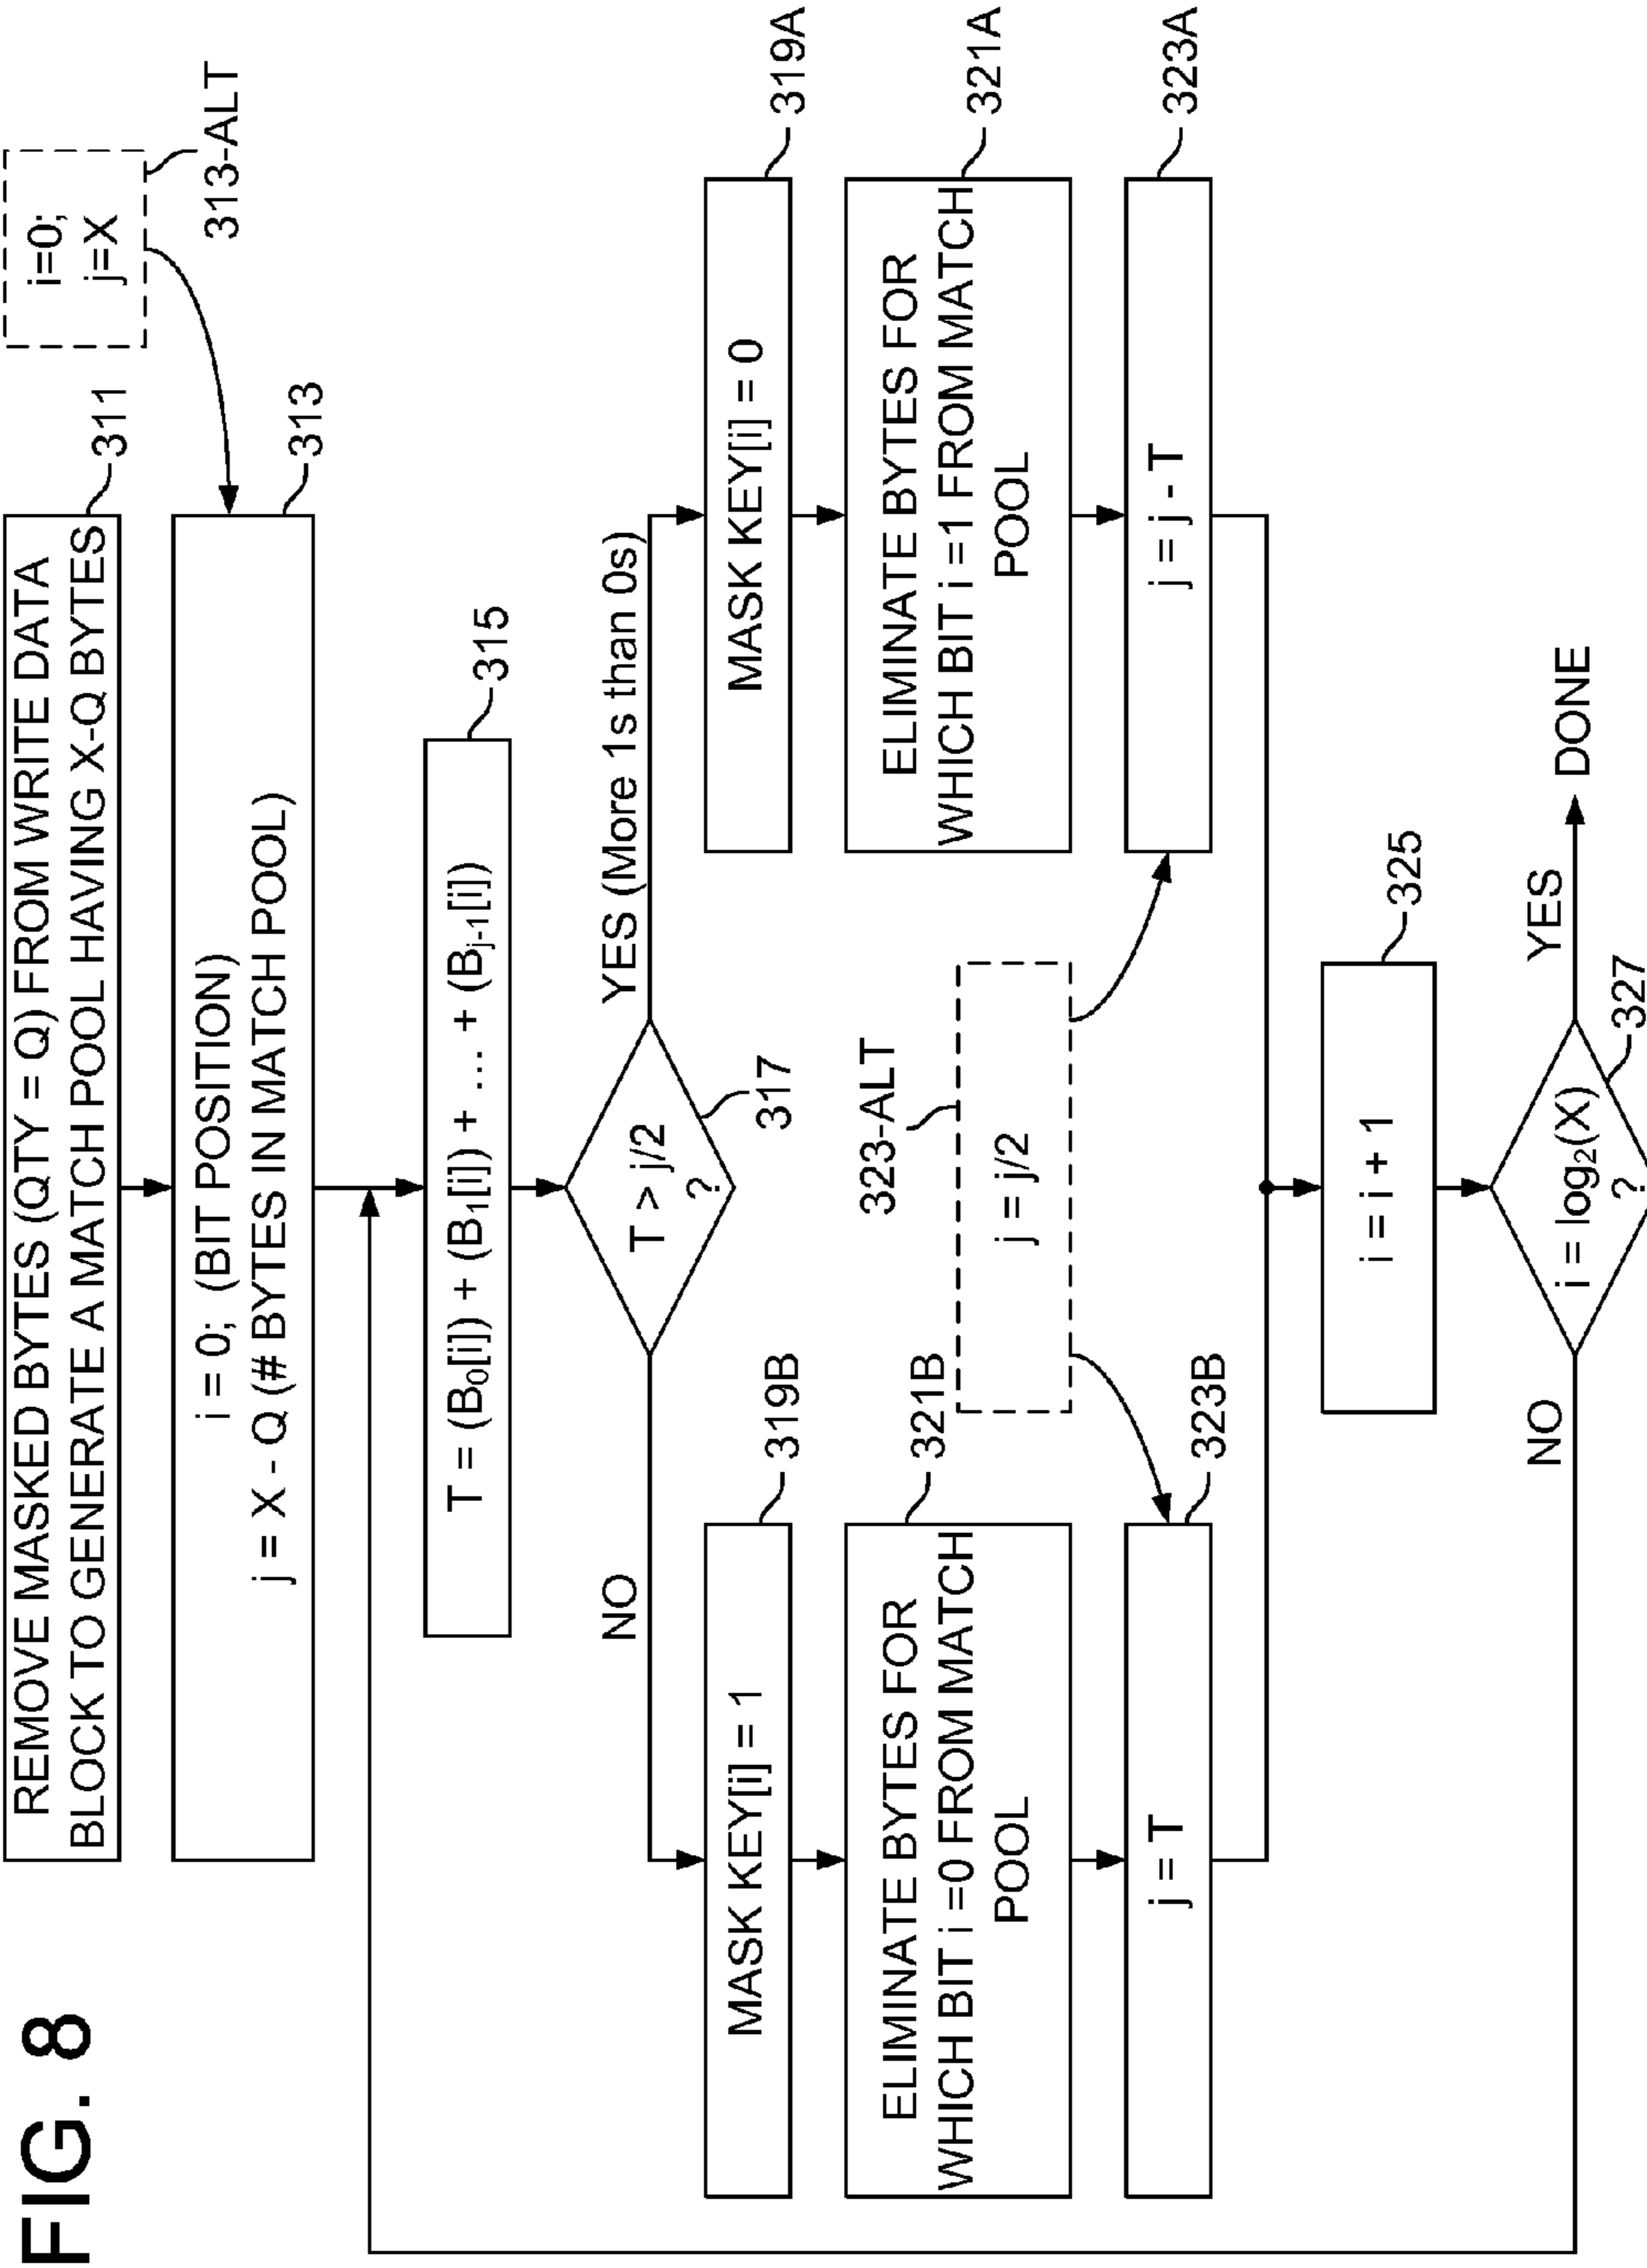 FIG. 8
REMOVE MASKED BYTES (QTY = Q) FROM WRITE DATA
BLOCK TO GENERATE A MATCH POOL HAVING X-Q BYTES
311
i=0;
j=X
313-ALT
i = 0; (BIT POSITION)
j = X - Q (# BYTES IN MATCH POOL)
313
T = (B0[i]) + (B1[i]) + ... + (Bj-1[i])
315
T > j/2
?
317
NO
YES (More 1s than 0s)
MASK KEY[i] = 1
319B
MASK KEY[i] = 0
319A
ELIMINATE BYTES FOR
WHICH BIT i =0 FROM MATCH
POOL
321B
ELIMINATE BYTES FOR
WHICH BIT i =1 FROM MATCH
POOL
321A
323-ALT
j = j/2
j = T
323B
j = j - T
323A
i = i + 1
325
i = log2(X)
?
327
NO
YES
DONE